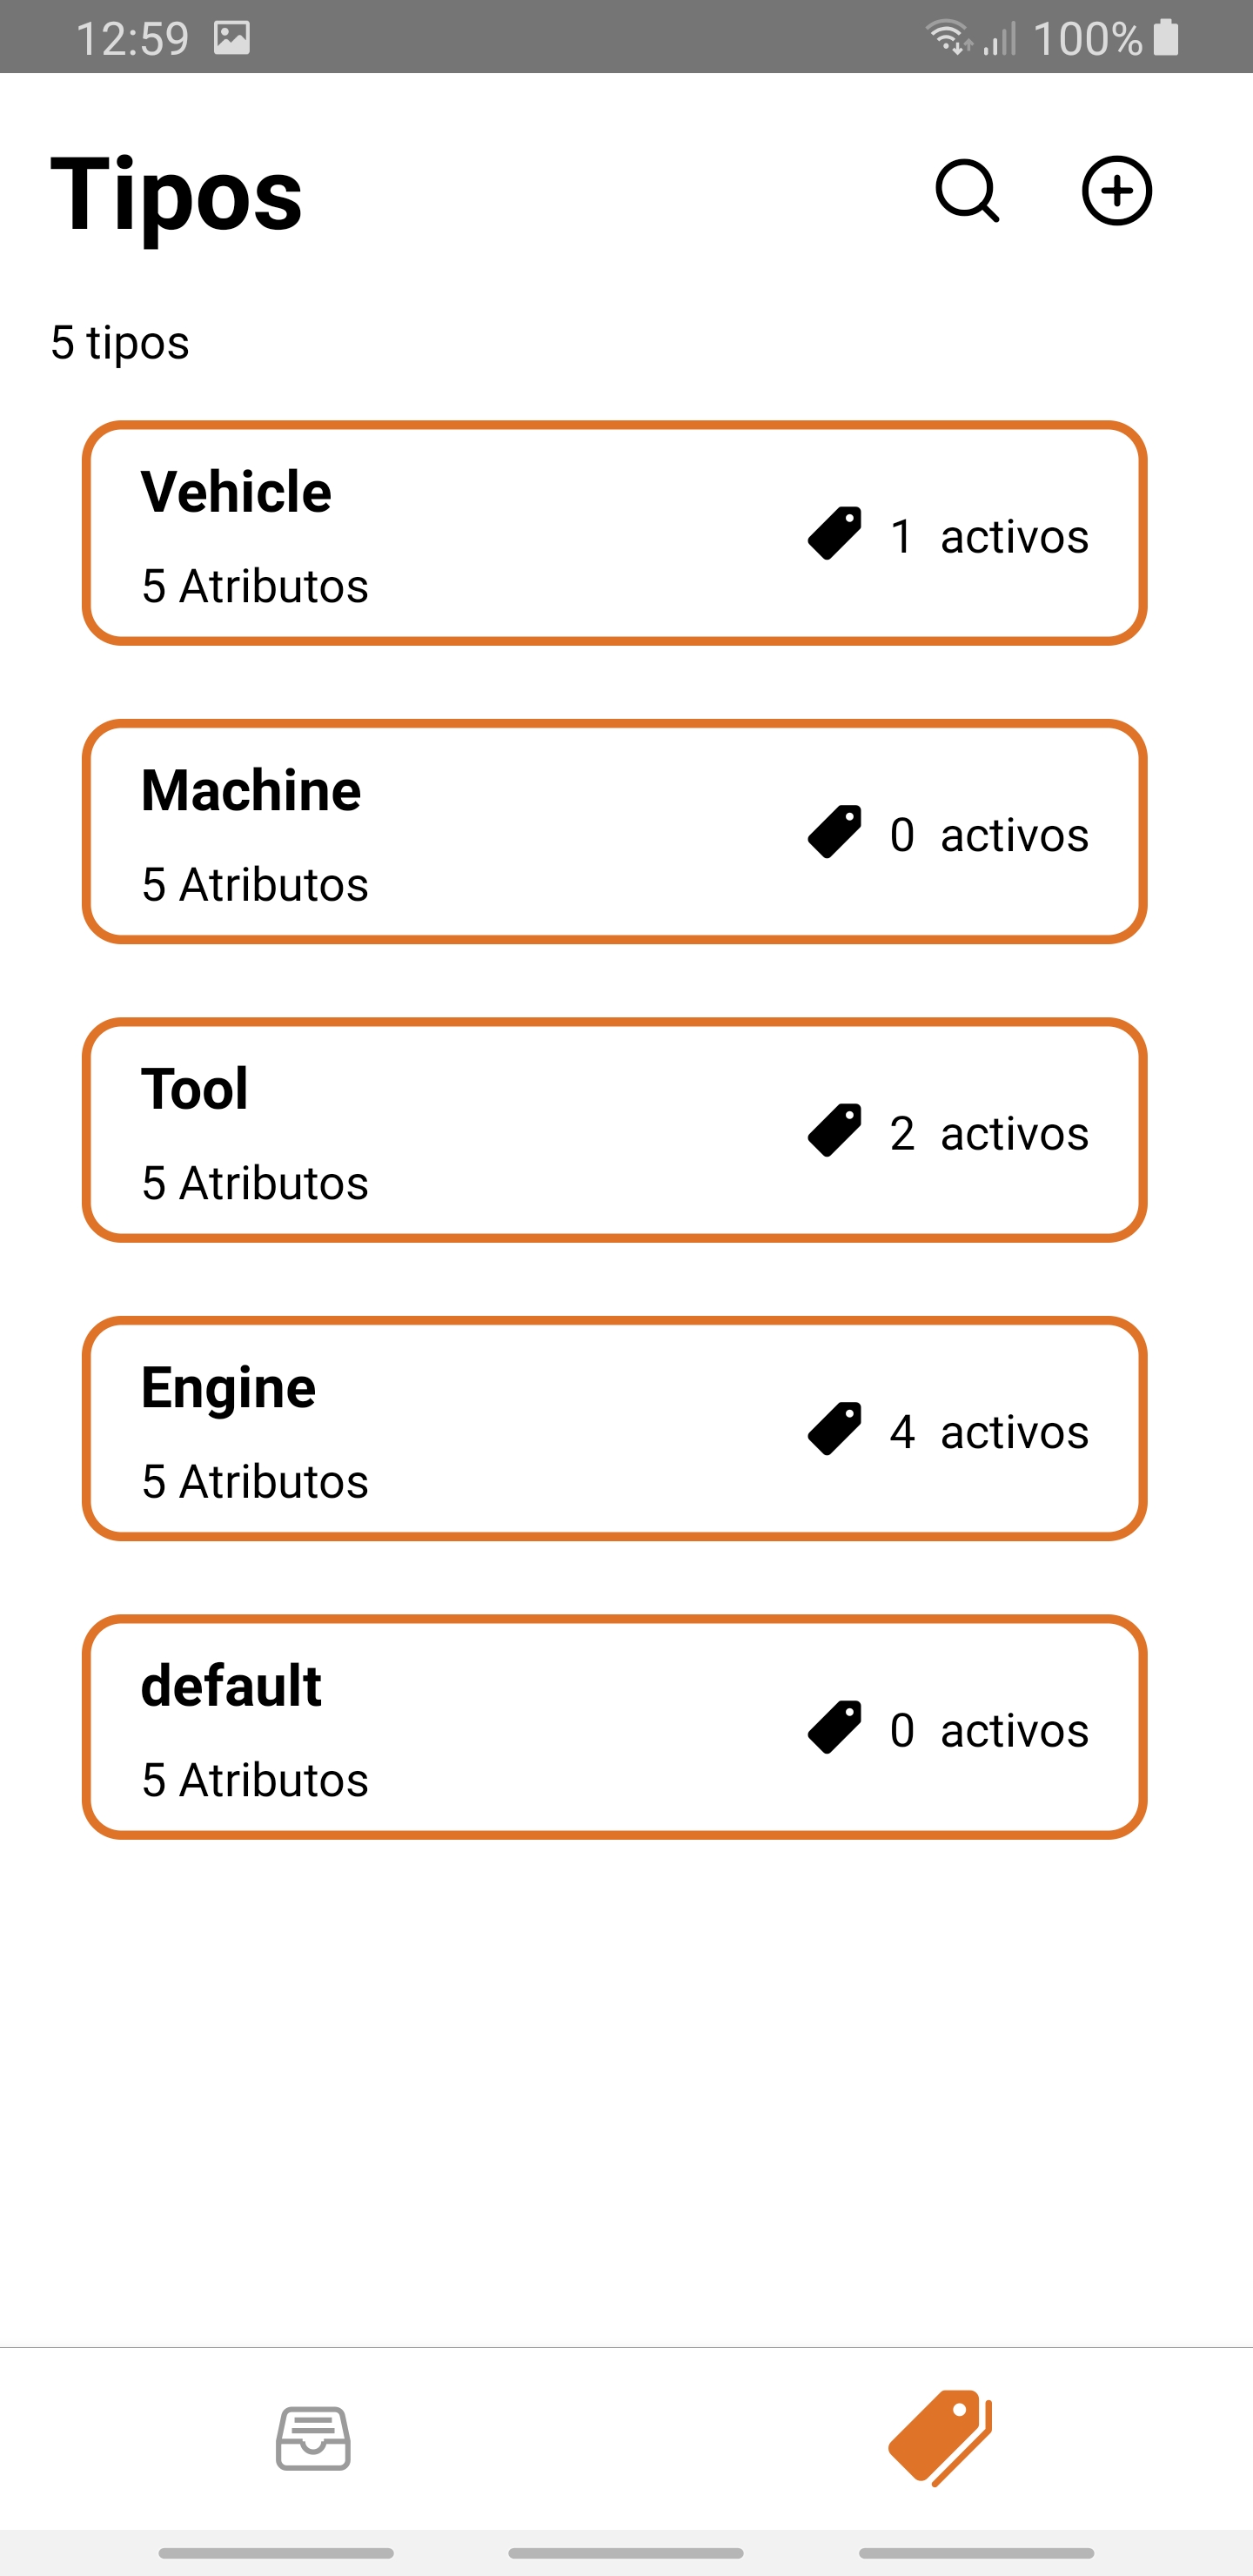 12:59 100%
Tipos
5 tipos
Vehicle
1 activos
5 Atributos
Machine
0 activos
5 Atributos
Tool
2 activos
5 Atributos
Engine
4 activos
5 Atributos
default
0 activos
5 Atributos